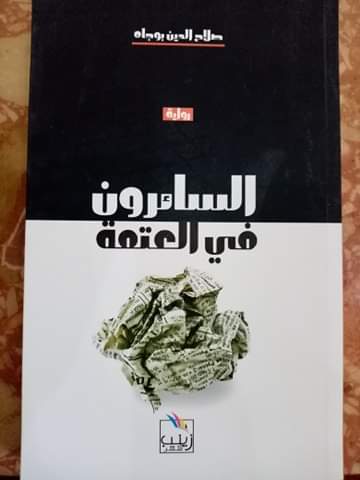 صلاح الدين بوجاه
رواية
السائرون
في العتمة
زينب